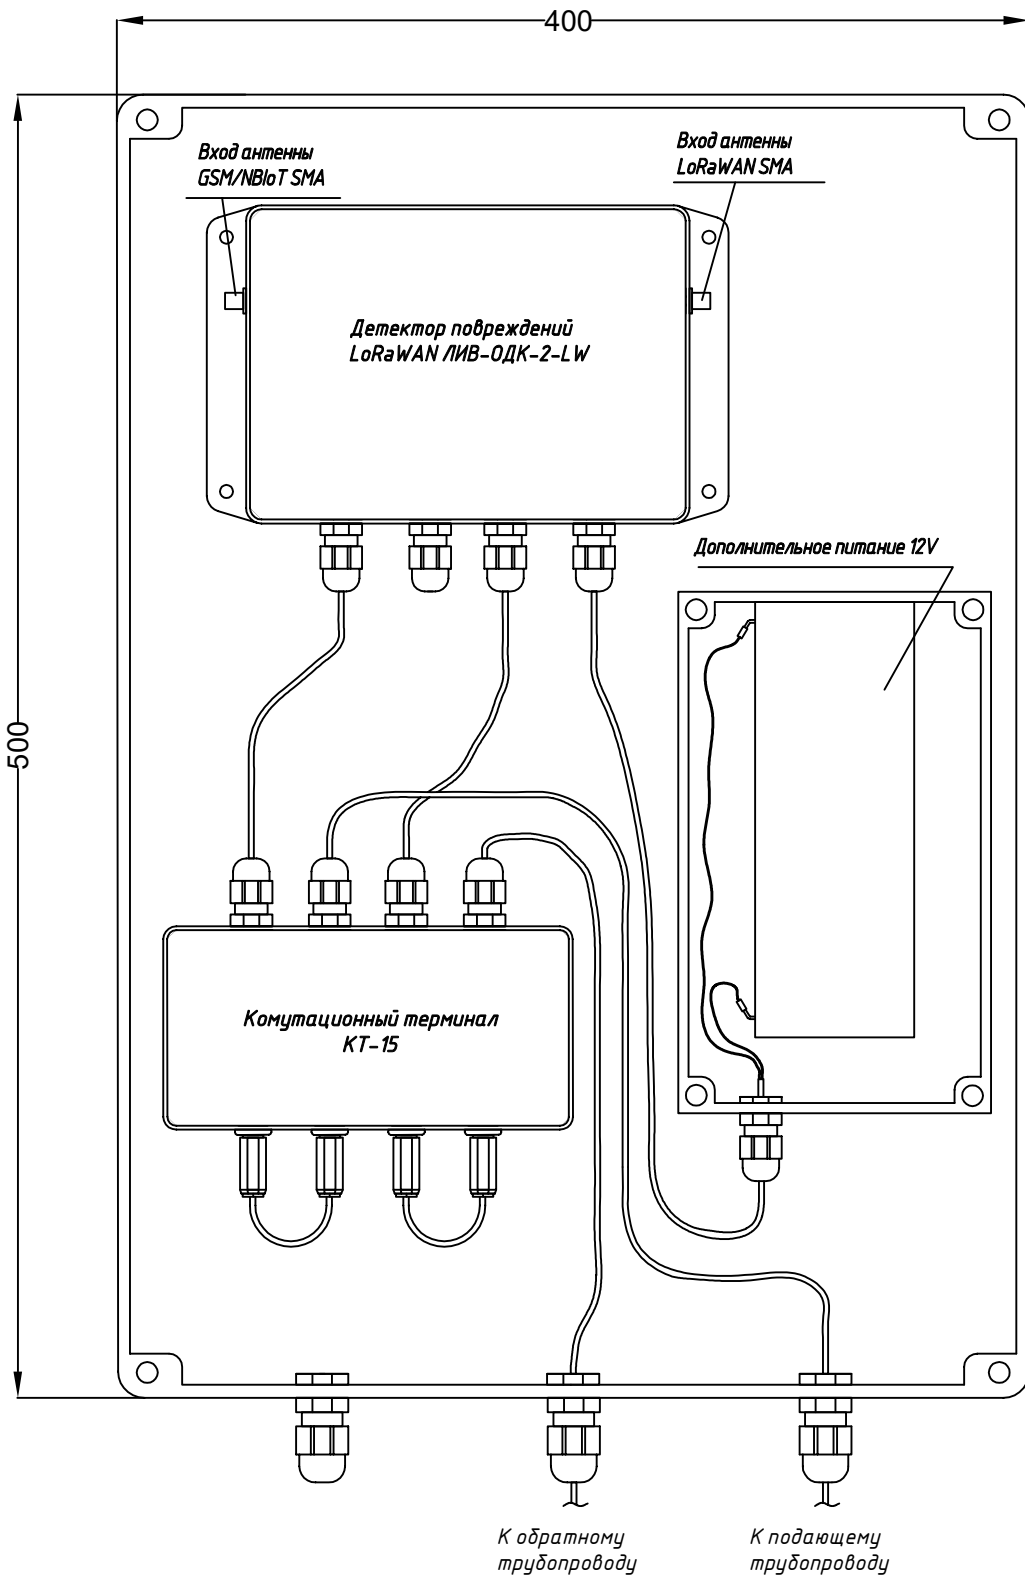 400
Вход антенны
GSM/NBIoT SMA
Вход антенны
LoRaWAN SMA
Детектор повреждений
LoRaWAN ЛИВ-ОДК-2-LW
Дополнительное питание 12V
500
Комутационный терминал
КТ-15
К обратному
трубопроводу
К подающему
трубопроводу